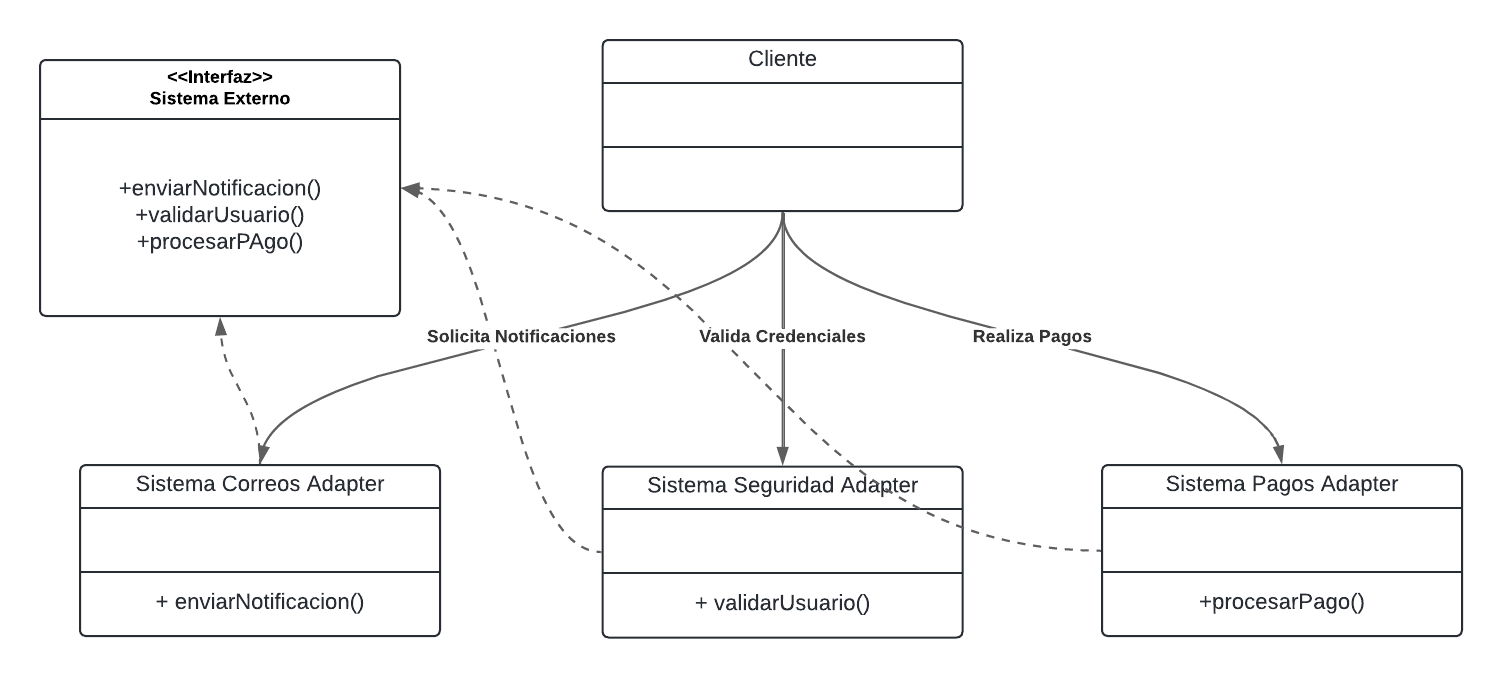 <<Interfaz>>
Sistema Externo
+enviarNotificacion()
+validarUsuario()
+procesarPAgo()
Cliente
Solicita Notificaciones
Valida Credenciales
Realiza Pagos
Sistema Correos Adapter
+ enviarNotificacion()
Sistema Seguridad Adapter
+ validarUsuario()
Sistema Pagos Adapter
+procesarPago()